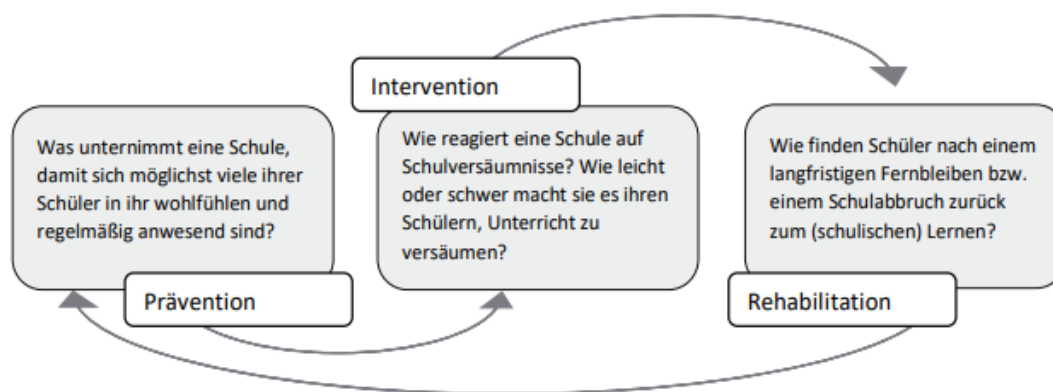 Was unternimmt eine Schule,
damit sich möglichst viele ihrer
Schüler in ihr wohlfühlen und
regelmäßig anwesend sind?
Prävention
Intervention
Wie reagiert eine Schule auf
Schulversäumnisse? Wie leicht
oder schwer macht sie es ihren
Schülern, Unterricht zu
versäumen?
Wie finden Schüler nach einem
langfristigen Fernbleiben bzw.
einem Schulabbruch zurück
zum (schulischen) Lernen?
Rehabilitation